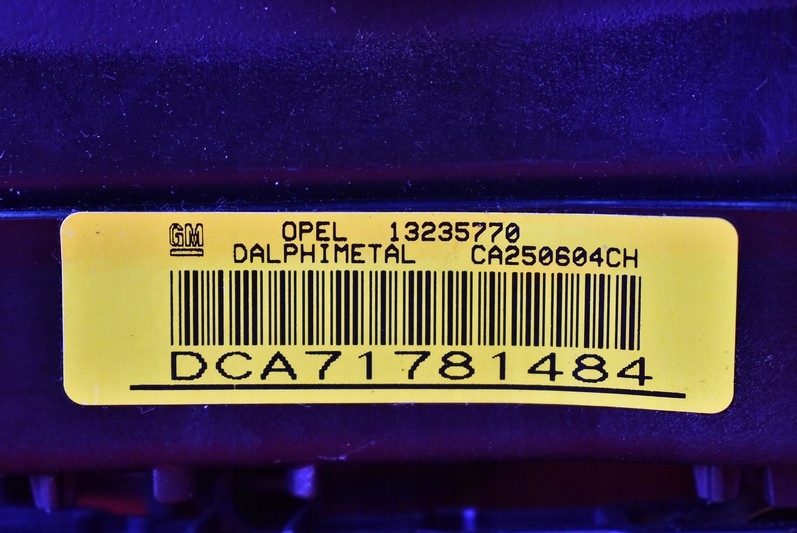 GM OPEL 13235770
DALPHIMETAL CA250604CH
DCA71781484